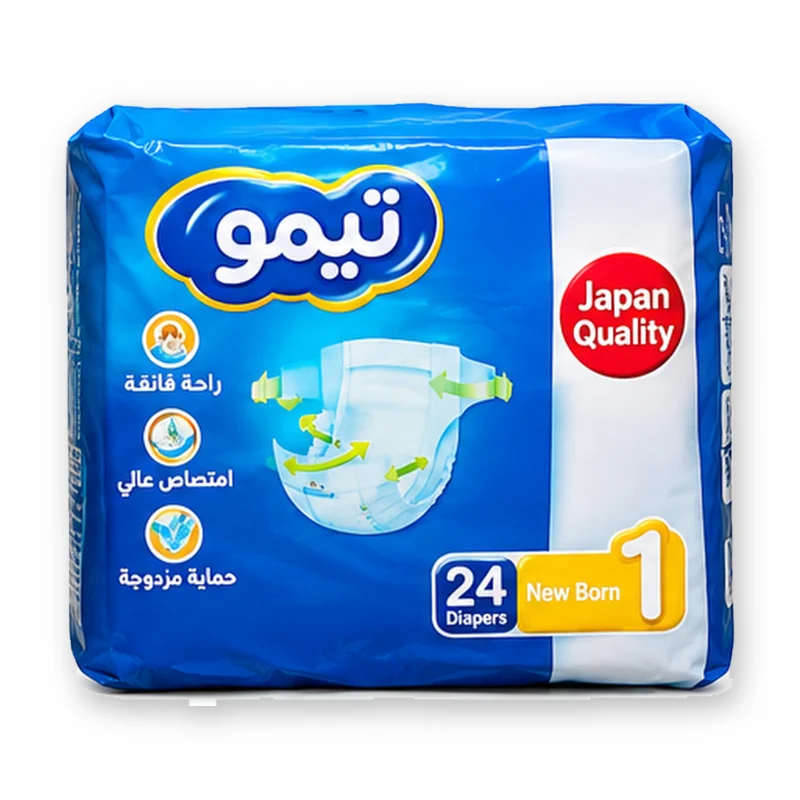 تيمو
Japan
Quality
راحة فائقة
امتصاص عالي
حماية مزدوجة
24
Diapers
New Born
1